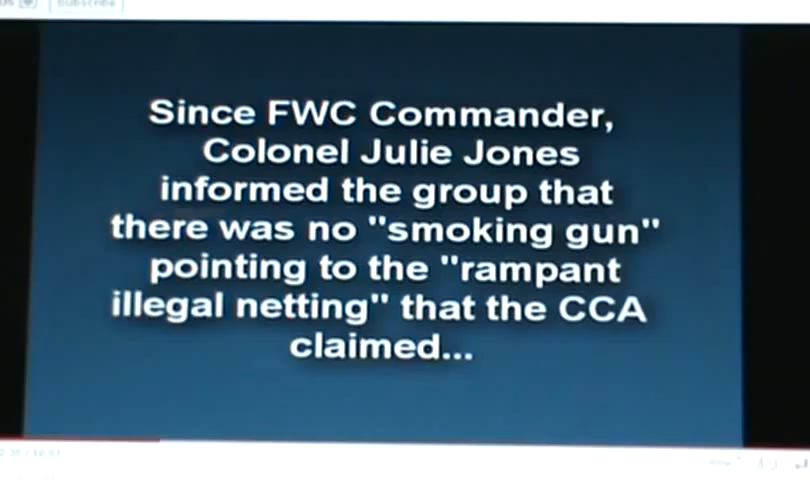 Subscribe
Since FWC Commander,
Colonel Julie Jones
informed the group that
there was no "smoking gun"
pointing to the "rampant
illegal netting" that the CCA
claimed...